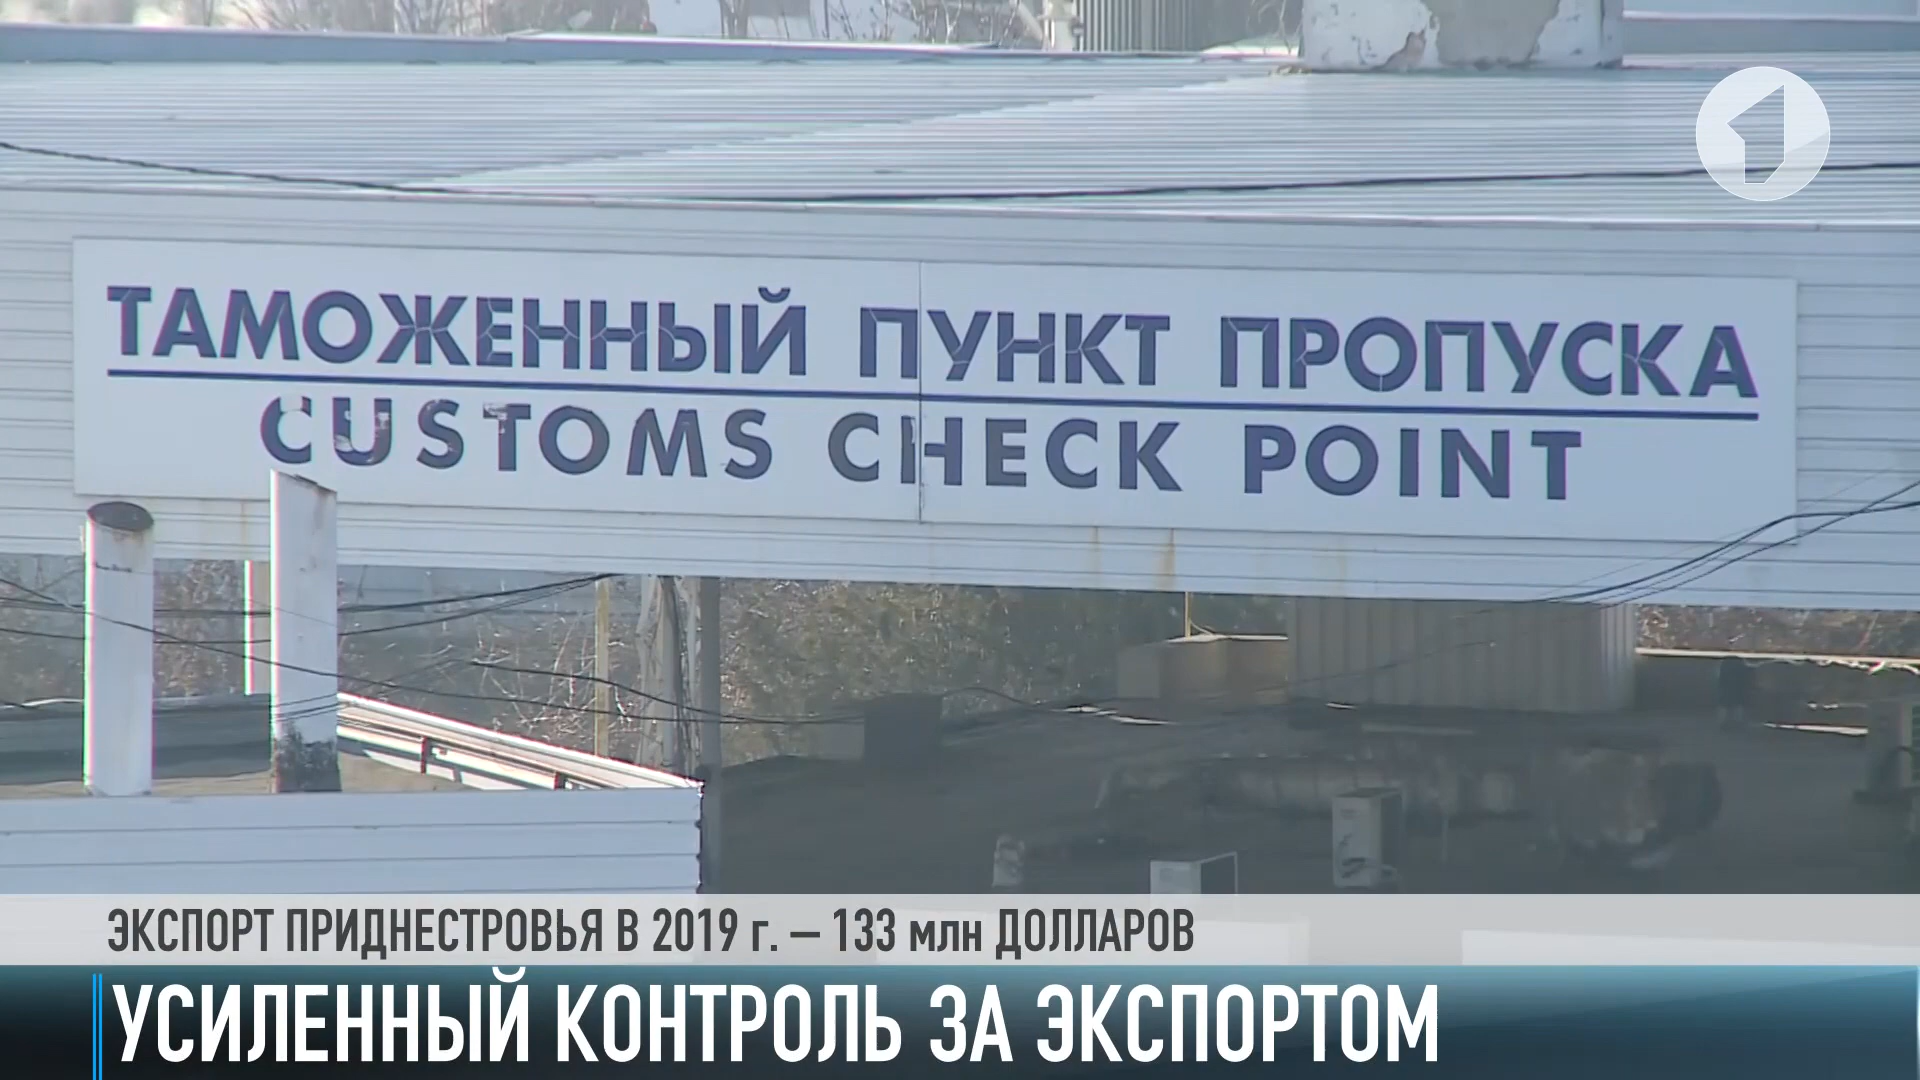 ТАМОЖЕННЫЙ ПУНКТ ПРОПУСКА
CUSTOMS CHECK POINT
ЭКСПОРТ ПРИДНЕСТРОВЬЯ В 2019 г. – 133 млн ДОЛЛАРОВ
УСИЛЕННЫЙ КОНТРОЛЬ ЗА ЭКСПОРТОМ